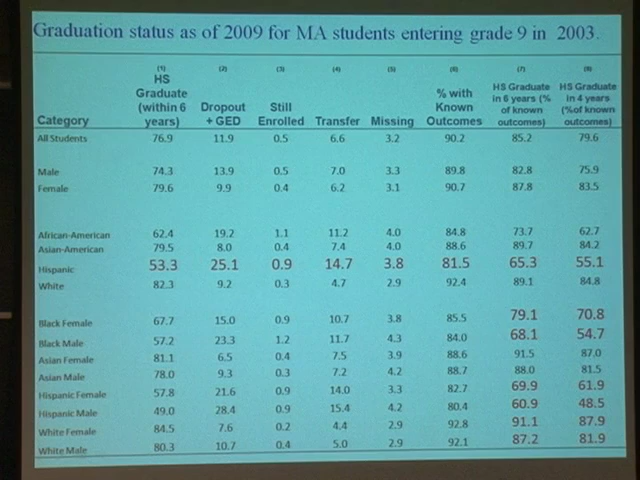 Graduation status as of 2009 for MA students entering grade 9 in 2003.
(1) (2) (3) (4) (5) (6) (7) (8)
Category HS Graduate (within 6 years) Dropout + GED Still Enrolled Transfer Missing % with Known Outcomes HS Graduate in 6 years (% of known outcomes) HS Graduate in 4 years (%of known outcomes)
All Students 76.9 11.9 0.5 6.6 3.2 90.2 85.2 79.6
Male 74.3 13.9 0.5 7.0 3.3 89.8 82.8 75.9
Female 79.6 9.9 0.4 6.2 3.1 90.7 87.8 83.5
African-American 62.4 19.2 1.1 11.2 4.0 84.8 73.7 62.7
Asian-American 79.5 8.0 0.4 7.4 4.0 88.6 89.7 84.2
Hispanic 53.3 25.1 0.9 14.7 3.8 81.5 65.3 55.1
White 82.3 9.2 0.3 4.7 2.9 92.4 89.1 84.8
Black Female 67.7 15.0 0.9 10.7 3.8 85.5 79.1 70.8
Black Male 57.2 23.3 1.2 11.7 4.3 84.0 68.1 54.7
Asian Female 81.1 6.5 0.4 7.5 3.9 88.6 91.5 87.0
Asian Male 78.0 9.3 0.3 7.2 4.2 88.7 88.0 81.5
Hispanic Female 57.8 21.6 0.9 14.0 3.3 82.7 69.9 61.9
Hispanic Male 49.0 28.4 0.9 15.4 4.2 80.4 60.9 48.5
White Female 84.5 7.6 0.2 4.4 2.9 92.8 91.1 87.9
White Male 80.3 10.7 0.4 5.0 2.9 92.1 87.2 81.9